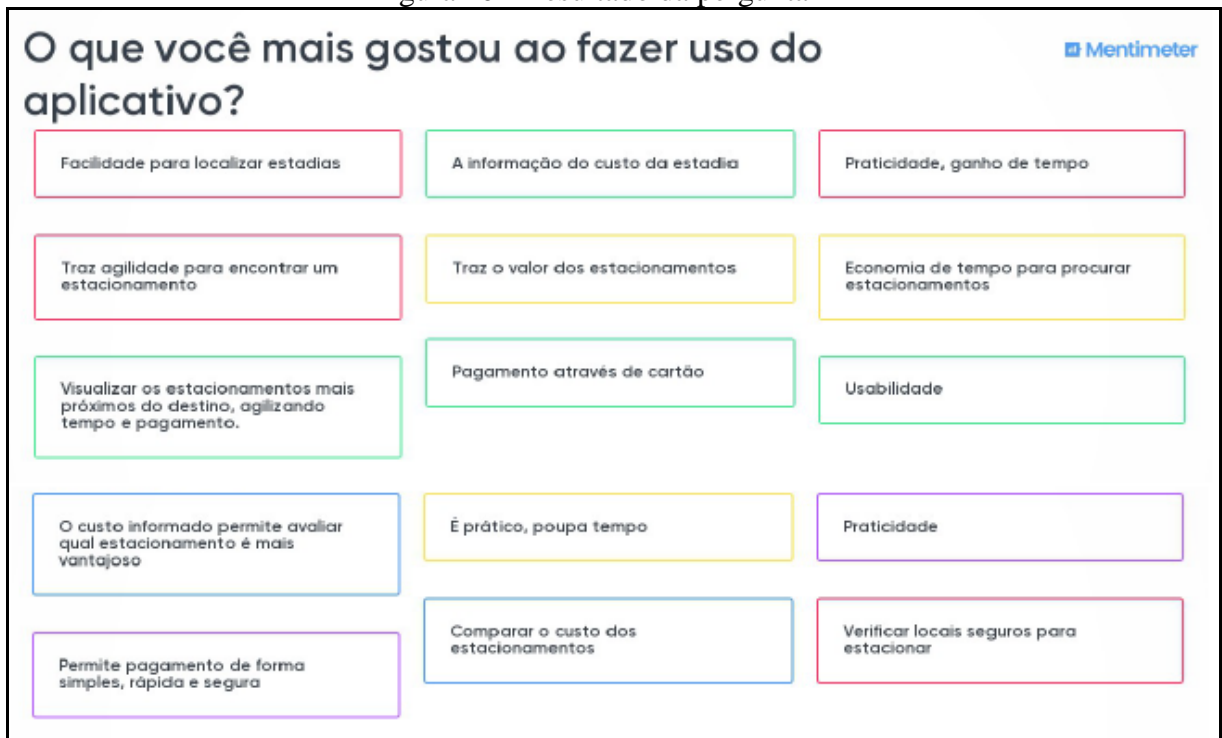 O que você mais gostou ao fazer uso do
aplicativo?
Mentimeter
Facilidade para localizar estadias
A informação do custo da estadia
Praticidade, ganho de tempo
Traz agilidade para encontrar um
estacionamento
Traz o valor dos estacionamentos
Economia de tempo para procurar
estacionamentos
Visualizar os estacionamentos mais
próximos do destino, agilizando
tempo e pagamento.
Pagamento através de cartão
Usabilidade
O custo informado permite avaliar
qual estacionamento é mais
vantajoso
É prático, poupa tempo
Praticidade
Permite pagamento de forma
simples, rápida e segura
Comparar o custo dos
estacionamentos
Verificar locais seguros para
estacionar